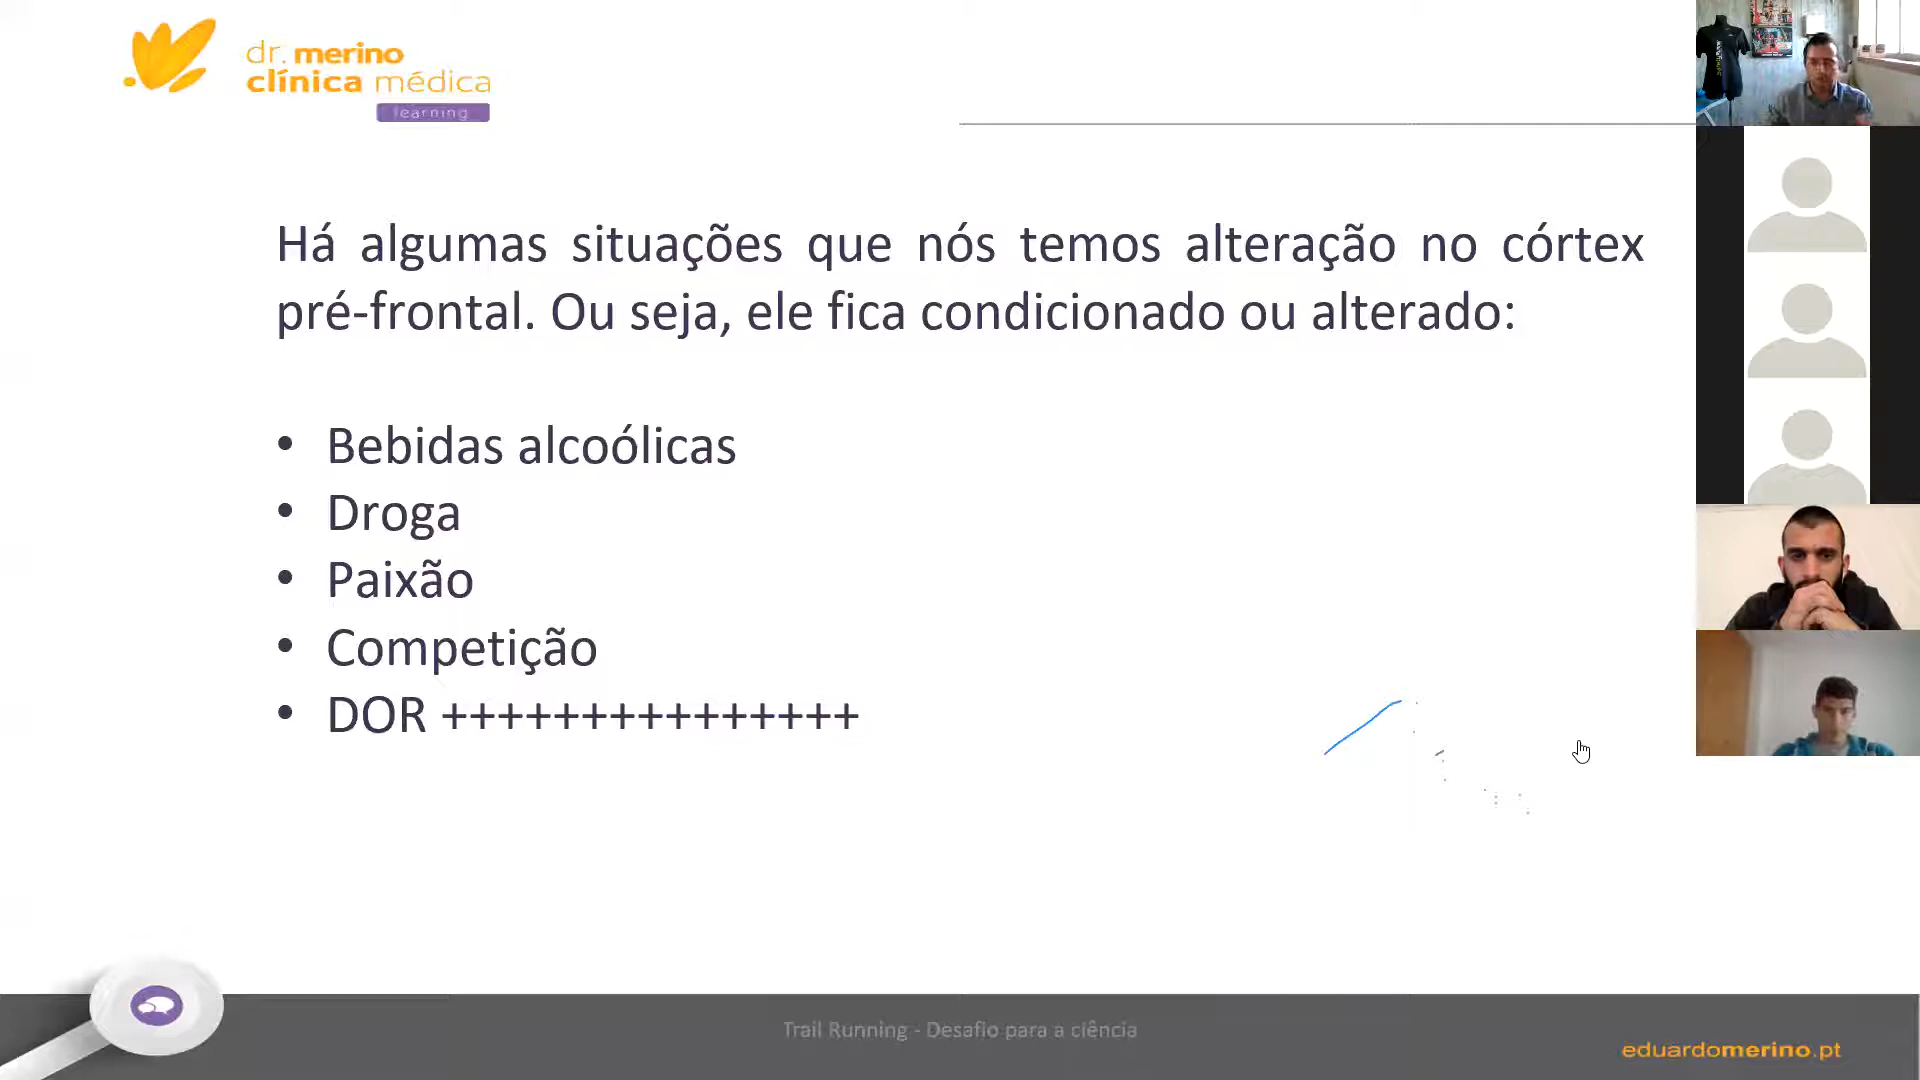 dr. merino
clínica médica
learning
Há algumas situações que nós temos alteração no córtex
pré-frontal. Ou seja, ele fica condicionado ou alterado:
• Bebidas alcoólicas
• Droga
• Paixão
• Competição
• DOR +++++++++++++++
Trail Running - Desafio para a ciência
eduardomerino.pt